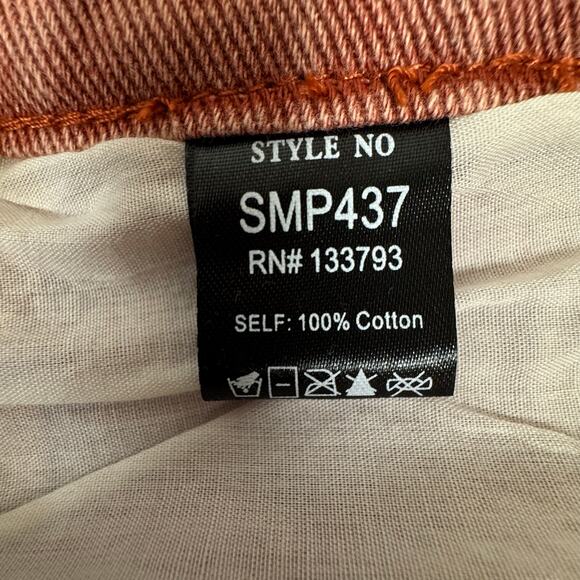 STYLE NO
SMP437
RN# 133793
SELF: 100% Cotton